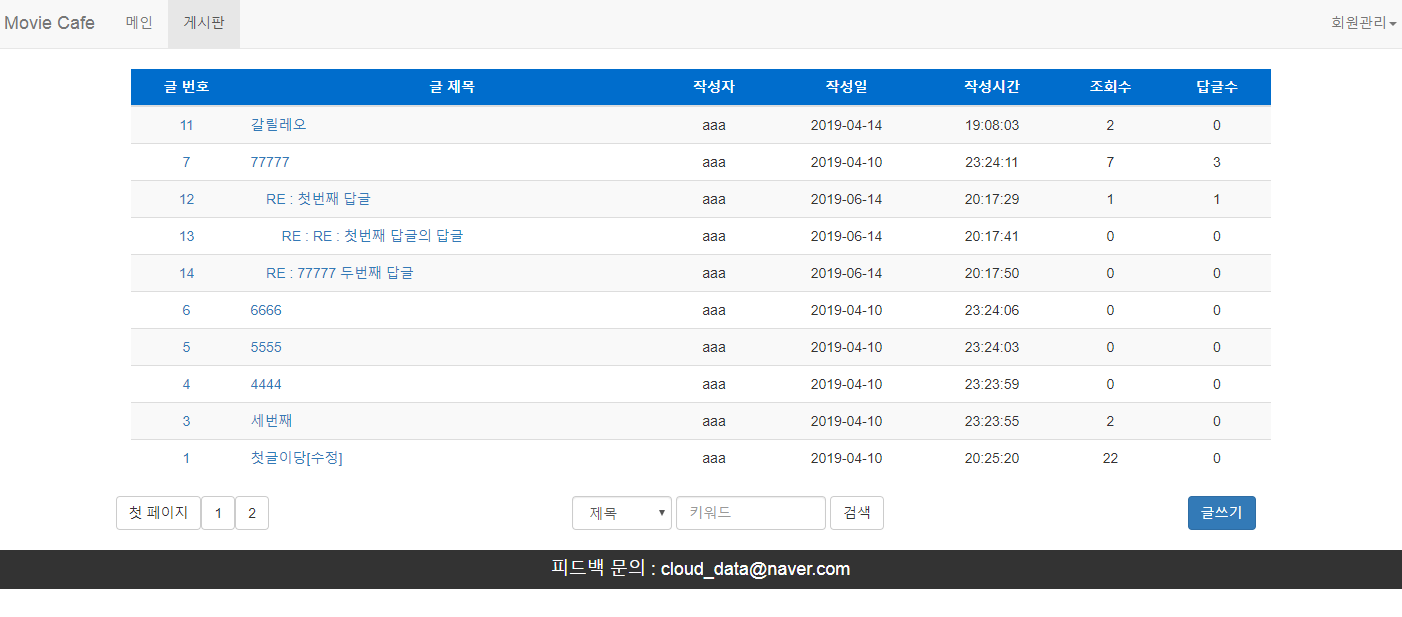 Movie Cafe 메인 게시판 회원관리
글 번호 글 제목 작성자 작성일 작성시간 조회수 답글수
11 갈릴레오 aaa 2019-04-14 19:08:03 2 0
7 77777 aaa 2019-04-10 23:24:11 7 3
12 RE : 첫번째 답글 aaa 2019-06-14 20:17:29 1 1
13 RE : RE : 첫번째 답글의 답글 aaa 2019-06-14 20:17:41 0 0
14 RE : 77777 두번째 답글 aaa 2019-06-14 20:17:50 0 0
6 6666 aaa 2019-04-10 23:24:06 0 0
5 5555 aaa 2019-04-10 23:24:03 0 0
4 4444 aaa 2019-04-10 23:23:59 0 0
3 세번째 aaa 2019-04-10 23:23:55 2 0
1 첫글이당[수정] aaa 2019-04-10 20:25:20 22 0
첫 페이지 1 2 제목 키워드 검색 글쓰기
피드백 문의 : cloud_data@naver.com